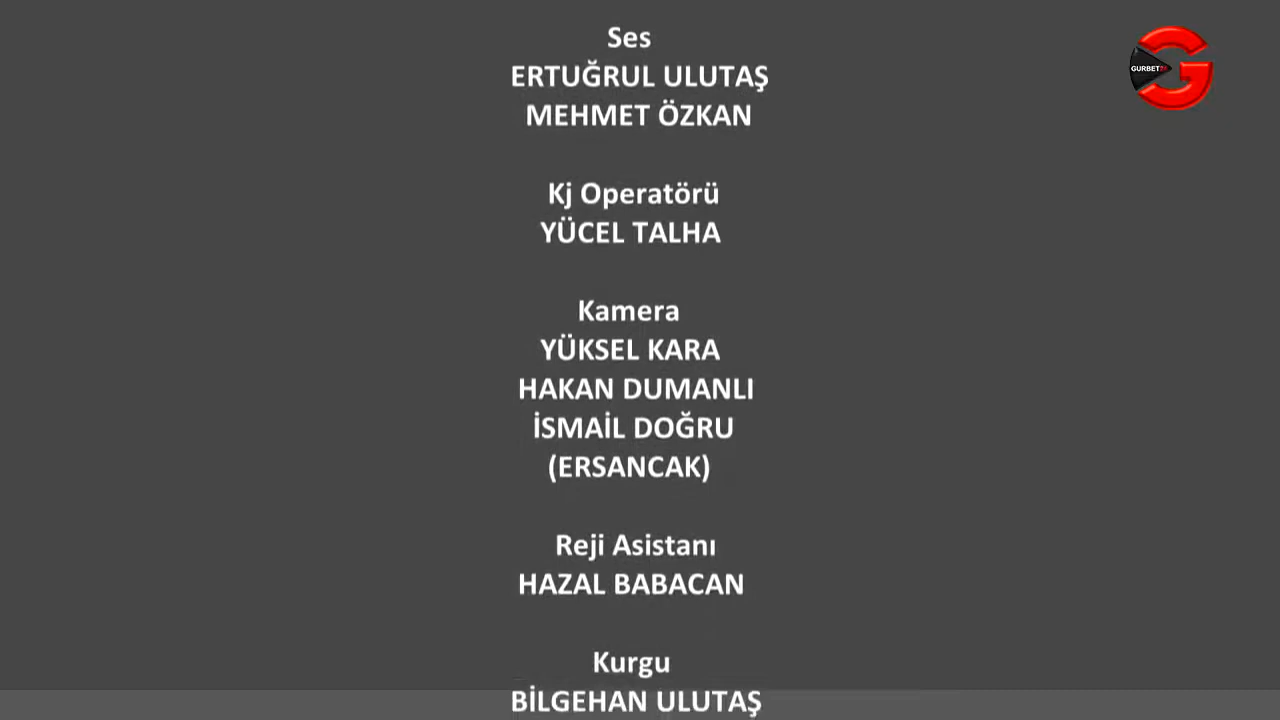 Ses
ERTUĞRUL ULUTAŞ
MEHMET ÖZKAN
Kj Operatörü
YÜCEL TALHA
Kamera
YÜKSEL KARA
HAKAN DUMANLI
İSMAİL DOĞRU
(ERSANCAK)
Reji Asistanı
HAZAL BABACAN
Kurgu
BİLGEHAN ULUTAŞ
GURBET24